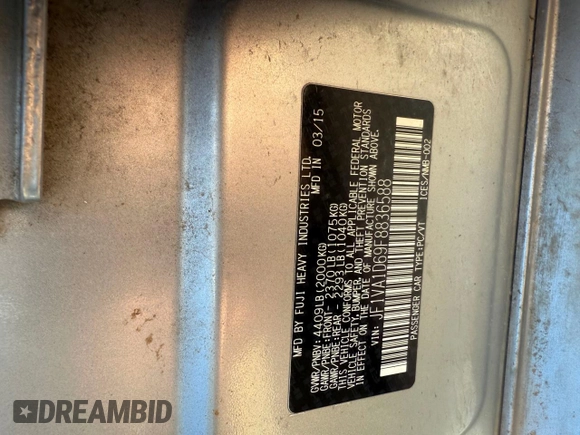 MFD BY FUJI HEAVY INDUSTRIES LTD.
MFD IN 03/15
GVWR/PNBV: 4409LB(2000KG)
GAWR/PNBE:FRONT- 2370LB(1075KG)
GAWR/PNBE:REAR - 2293LB(1040KG)
THIS VEHICLE CONFORMS TO ALL APPLICABLE FEDERAL MOTOR
VEHICLE SAFETY, BUMPER, AND THEFT PREVENTION STANDARDS
IN EFFECT ON THE DATE OF MANUFACTURE SHOWN ABOVE.
VIN: JF1VA1D69F8836588
PASSENGER CAR TYPE:PC/VT
ICES/NMB-002
DREAMBID